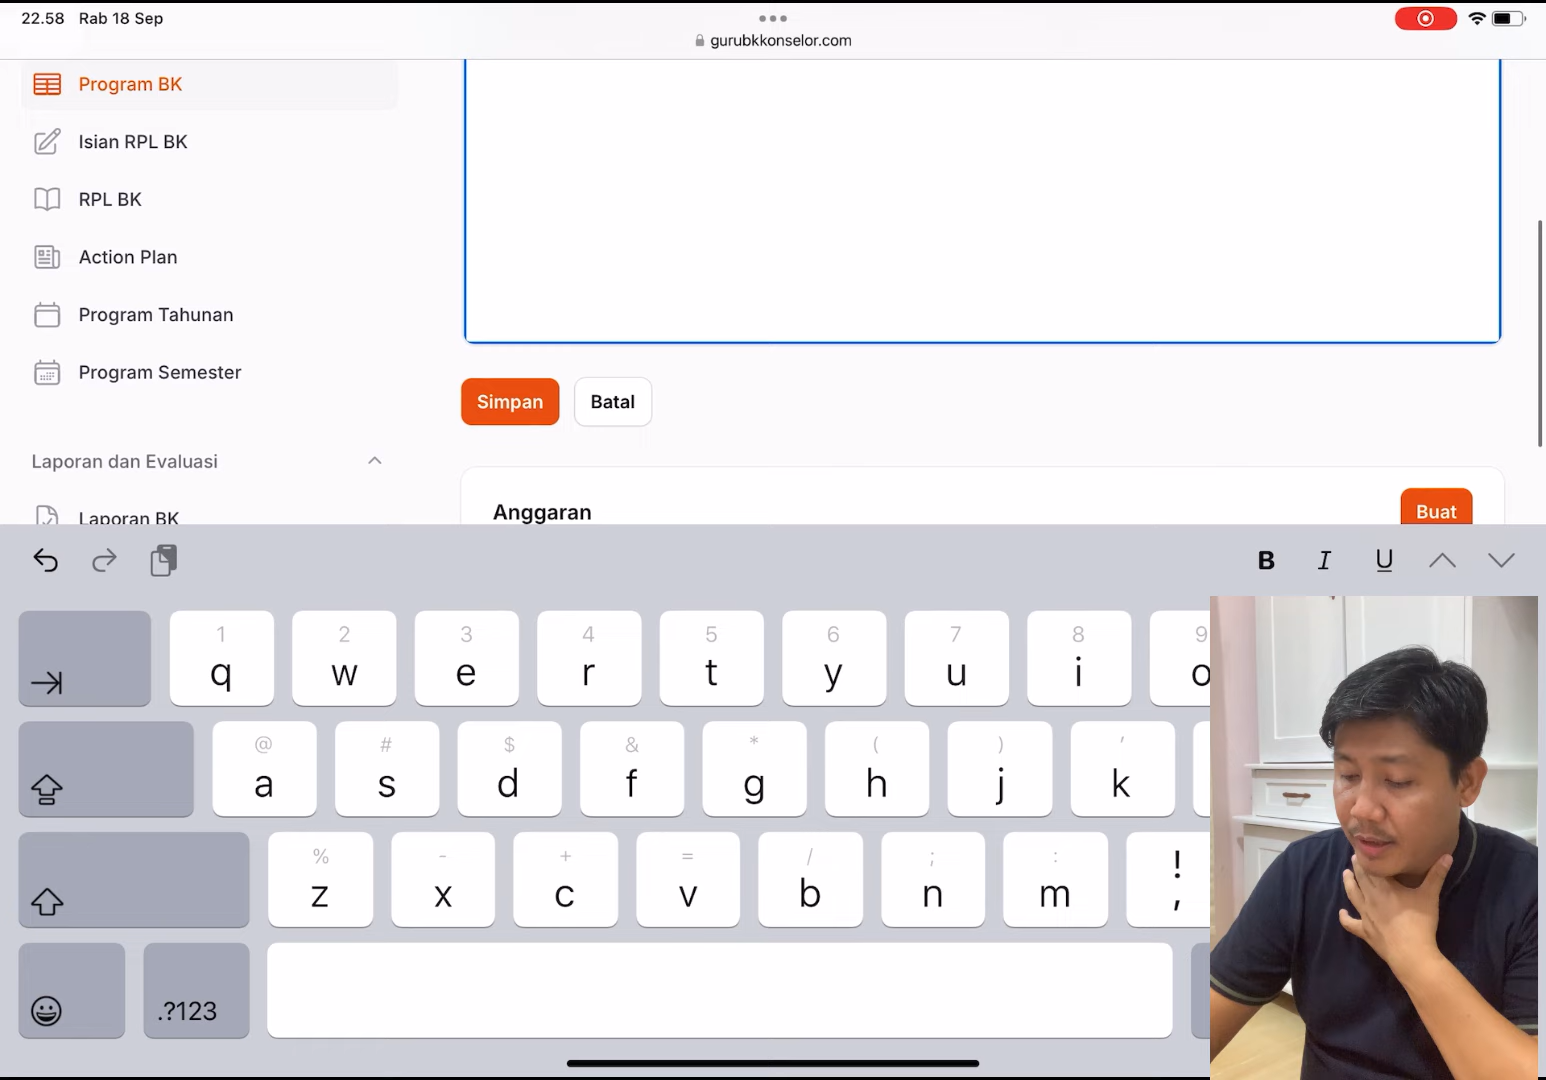 22.58 Rab 18 Sep
gurubkkonselor.com
Program BK
Isian RPL BK
RPL BK
Action Plan
Program Tahunan
Program Semester
Simpan Batal
Laporan dan Evaluasi
Laporan BK
Anggaran Buat
B I U
1 2 3 4 5 6 7 8 9
q w e r t y u i o
@ # $ & * ( ) '
a s d f g h j k
% - + = / ; : !
z x c v b n m ,
.?123